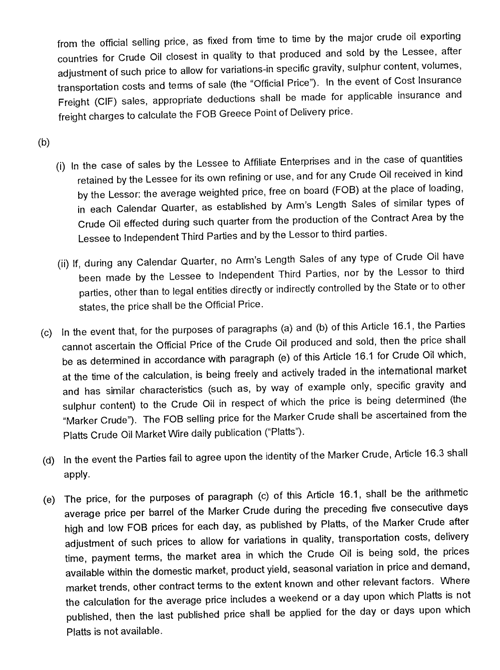 from the official selling price, as fixed from time to time by the major crude oil exporting
countries for Crude Oil closest in quality to that produced and sold by the Lessee, after
adjustment of such price to allow for variations-in specific gravity, sulphur content, volumes,
transportation costs and terms of sale (the “Official Price”). In the event of Cost Insurance
Freight (CIF) sales, appropriate deductions shall be made for applicable insurance and
freight charges to calculate the FOB Greece Point of Delivery price.
(b)
(i) In the case of sales by the Lessee to Affiliate Enterprises and in the case of quantities
retained by the Lessee for its own refining or use, and for any Crude Oil received in kind
by the Lessor: the average weighted price, free on board (FOB) at the place of loading,
in each Calendar Quarter, as established by Arm's Length Sales of similar types of
Crude Oil effected during such quarter from the production of the Contract Area by the
Lessee to Independent Third Parties and by the Lessor to third parties.
(ii) If, during any Calendar Quarter, no Arm's Length Sales of any type of Crude Oil have
been made by the Lessee to Independent Third Parties, nor by the Lessor to third
parties, other than to legal entities directly or indirectly controlled by the State or to other
states, the price shall be the Official Price.
(c) In the event that, for the purposes of paragraphs (a) and (b) of this Article 16.1, the Parties
cannot ascertain the Official Price of the Crude Oil produced and sold, then the price shall
be as determined in accordance with paragraph (e) of this Article 16.1 for Crude Oil which,
at the time of the calculation, is being freely and actively traded in the international market
and has similar characteristics (such as, by way of example only, specific gravity and
sulphur content) to the Crude Oil in respect of which the price is being determined (the
“Marker Crude”). The FOB selling price for the Marker Crude shall be ascertained from the
Platts Crude Oil Market Wire daily publication (“Platts”).
(d) In the event the Parties fail to agree upon the identity of the Marker Crude, Article 16.3 shall
apply.
(e) The price, for the purposes of paragraph (c) of this Article 16.1, shall be the arithmetic
average price per barrel of the Marker Crude during the preceding five consecutive days
high and low FOB prices for each day, as published by Platts, of the Marker Crude after
adjustment of such prices to allow for variations in quality, transportation costs, delivery
time, payment terms, the market area in which the Crude Oil is being sold, the prices
available within the domestic market, product yield, seasonal variation in price and demand,
market trends, other contract terms to the extent known and other relevant factors. Where
the calculation for the average price includes a weekend or a day upon which Platts is not
published, then the last published price shall be applied for the day or days upon which
Platts is not available.